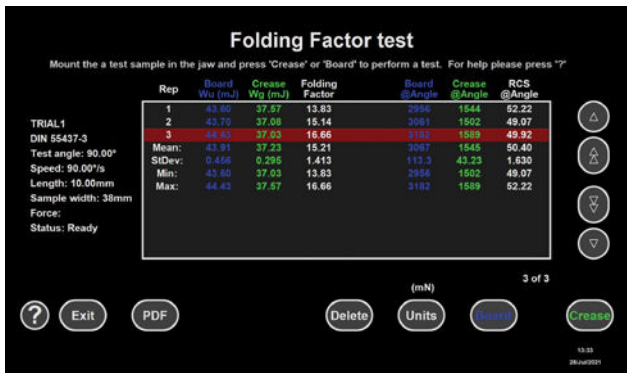 Folding Factor test
Mount the a test sample in the jaw and press 'Crease' or 'Board' to perform a test. For help please press '?'
Rep Board Wu (mJ) Crease Wg (mJ) Folding Factor Board @Angle Crease @Angle RCS @Angle
1 43.60 37.57 13.83 2956 1544 52.22
2 43.70 37.08 15.14 3061 1502 49.07
3 44.43 37.03 16.66 3182 1589 49.92
Mean: 43.91 37.23 15.21 3067 1545 50.40
StDev: 0.456 0.295 1.413 113.3 43.23 1.630
Min: 43.60 37.03 13.83 2956 1502 49.07
Max: 44.43 37.57 16.66 3182 1589 52.22
TRIAL1
DIN 55437-3
Test angle: 90.00°
Speed: 90.00°/s
Length: 10.00mm
Sample width: 38mm
Force:
Status: Ready
3 of 3
(mN)
? Exit PDF Delete Units Board Crease
13:33
28/Jul/2021